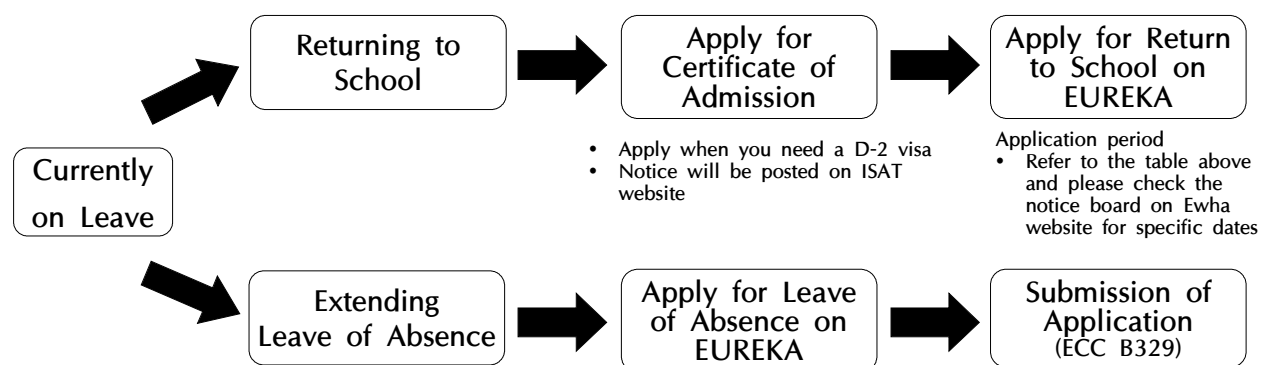 Currently
on Leave
Returning to
School
Apply for
Certificate of
Admission
• Apply when you need a D-2 visa
• Notice will be posted on ISAT
website
Apply for Return
to School on
EUREKA
Application period
• Refer to the table above
and please check the
notice board on Ewha
website for specific dates
Extending
Leave of Absence
Apply for Leave
of Absence on
EUREKA
Submission of
Application
(ECC B329)